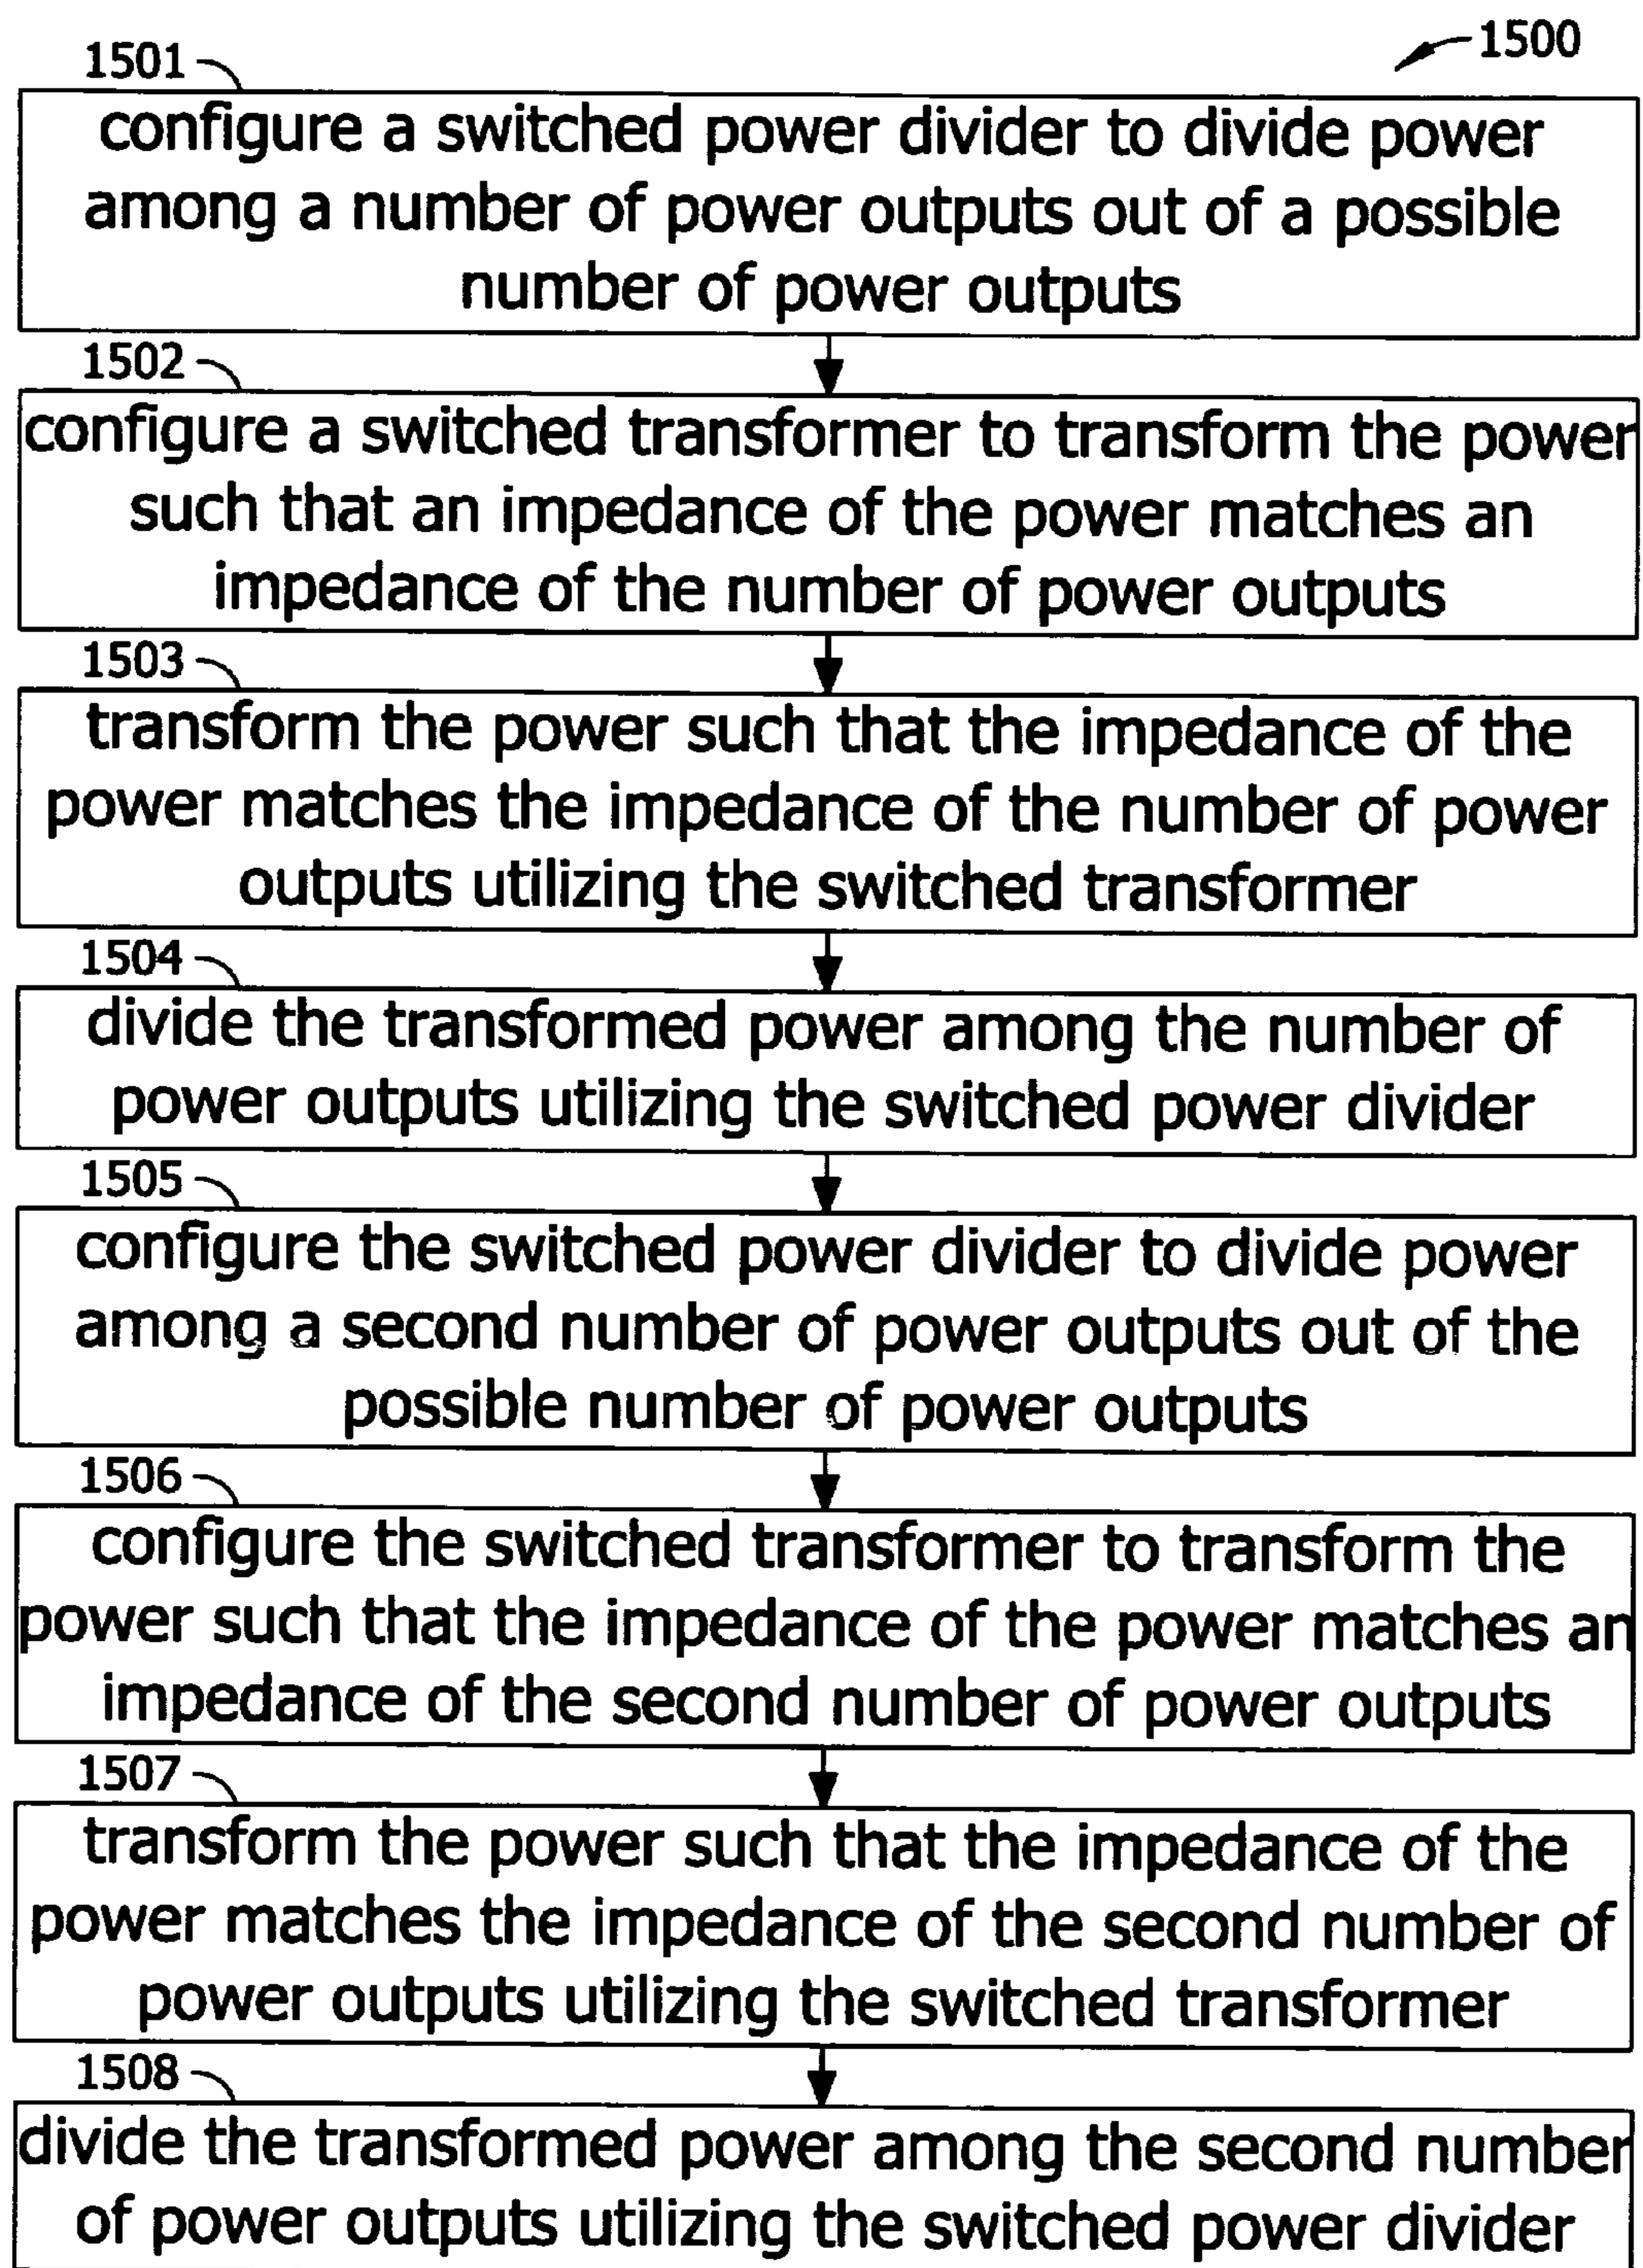 1500
1501
configure a switched power divider to divide power
among a number of power outputs out of a possible
number of power outputs
1502
configure a switched transformer to transform the power
such that an impedance of the power matches an
impedance of the number of power outputs
1503
transform the power such that the impedance of the
power matches the impedance of the number of power
outputs utilizing the switched transformer
1504
divide the transformed power among the number of
power outputs utilizing the switched power divider
1505
configure the switched power divider to divide power
among a second number of power outputs out of the
possible number of power outputs
1506
configure the switched transformer to transform the
power such that the impedance of the power matches an
impedance of the second number of power outputs
1507
transform the power such that the impedance of the
power matches the impedance of the second number of
power outputs utilizing the switched transformer
1508
divide the transformed power among the second number
of power outputs utilizing the switched power divider